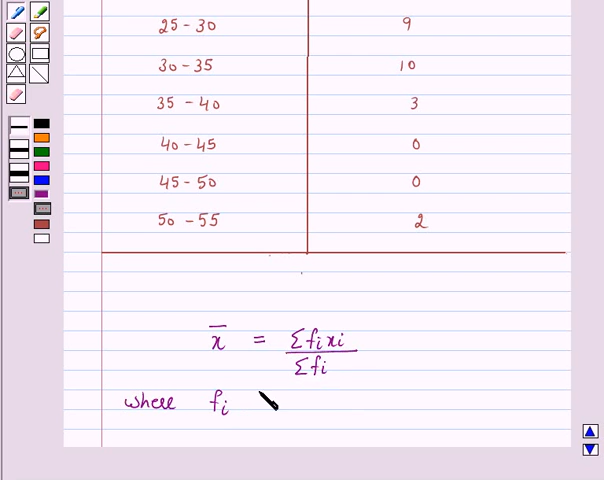 25 - 30 9
30 - 35 10
35 - 40 3
40 - 45 0
45 - 50 0
50 - 55 2
x̄ = Σfixi
Σfi
where fi